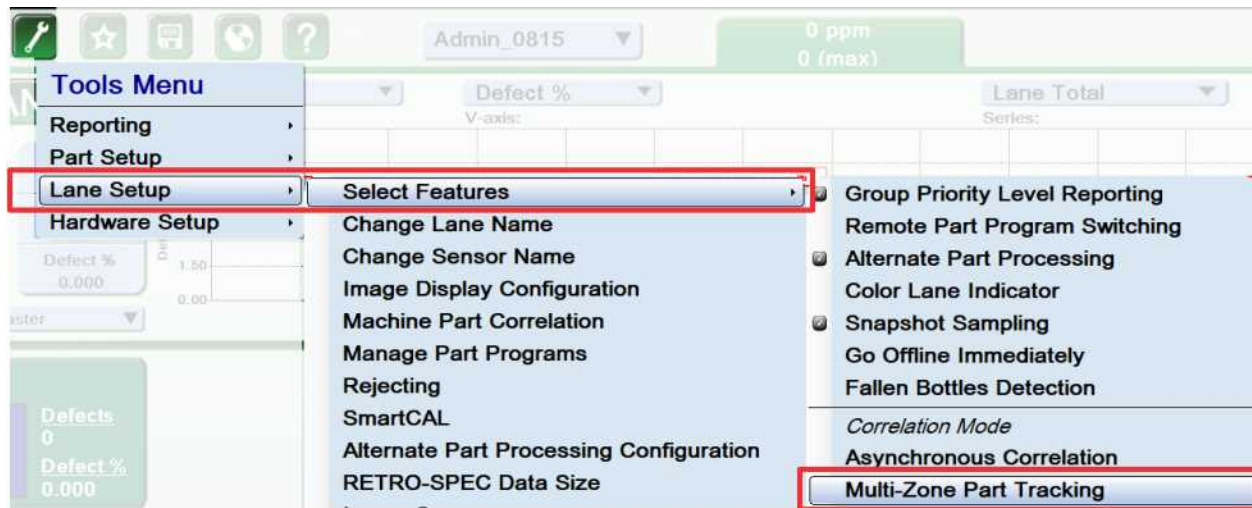 Admin_0815
0 ppm
0 (max)
Tools Menu
Defect %
V-axis:
Lane Total
Series:
Reporting
Part Setup
Lane Setup
Hardware Setup
Select Features
Change Lane Name
Change Sensor Name
Image Display Configuration
Machine Part Correlation
Manage Part Programs
Rejecting
SmartCAL
Alternate Part Processing Configuration
RETRO-SPEC Data Size
Group Priority Level Reporting
Remote Part Program Switching
Alternate Part Processing
Color Lane Indicator
Snapshot Sampling
Go Offline Immediately
Fallen Bottles Detection
Correlation Mode
Asynchronous Correlation
Multi-Zone Part Tracking
Defect %
0.000
1.50
0.00
Defects
0
Defect %
0.000